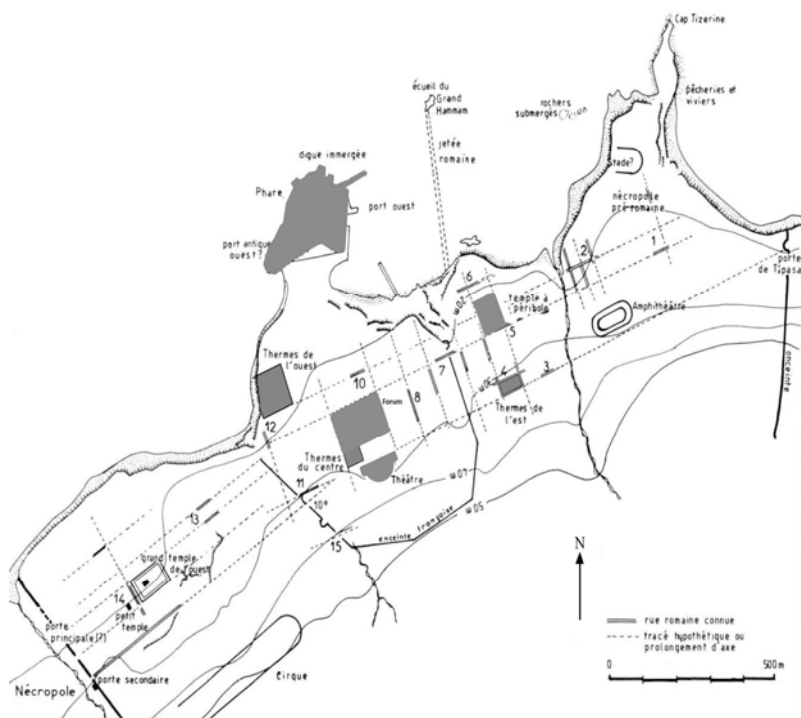 Cap Tizerine
écueil du
Grand
Hammam
rochers
submergés
pêcheries et
viviers
jetée
romaine
digue immergée
Phare
port ouest
stade?
nécropole
pré-romaine
port antique
ouest?
2
1
porte
de Tipasa
6
20 m
temple à
péribole
Amphithéâtre
5
enceinte
Thermes de
l'ouest
10
7
4
3
Forum
8
Thermes
de
l'est
12
Thermes
du centre
Théâtre
11
10°
13
enceinte française
15
grand temple
de l'ouest
14
petit
temple
porte
principale(?)
Nécropole
porte secondaire
Cirque
N
rue romaine connue
tracé hypothétique ou
prolongement d'axe
0
500 m